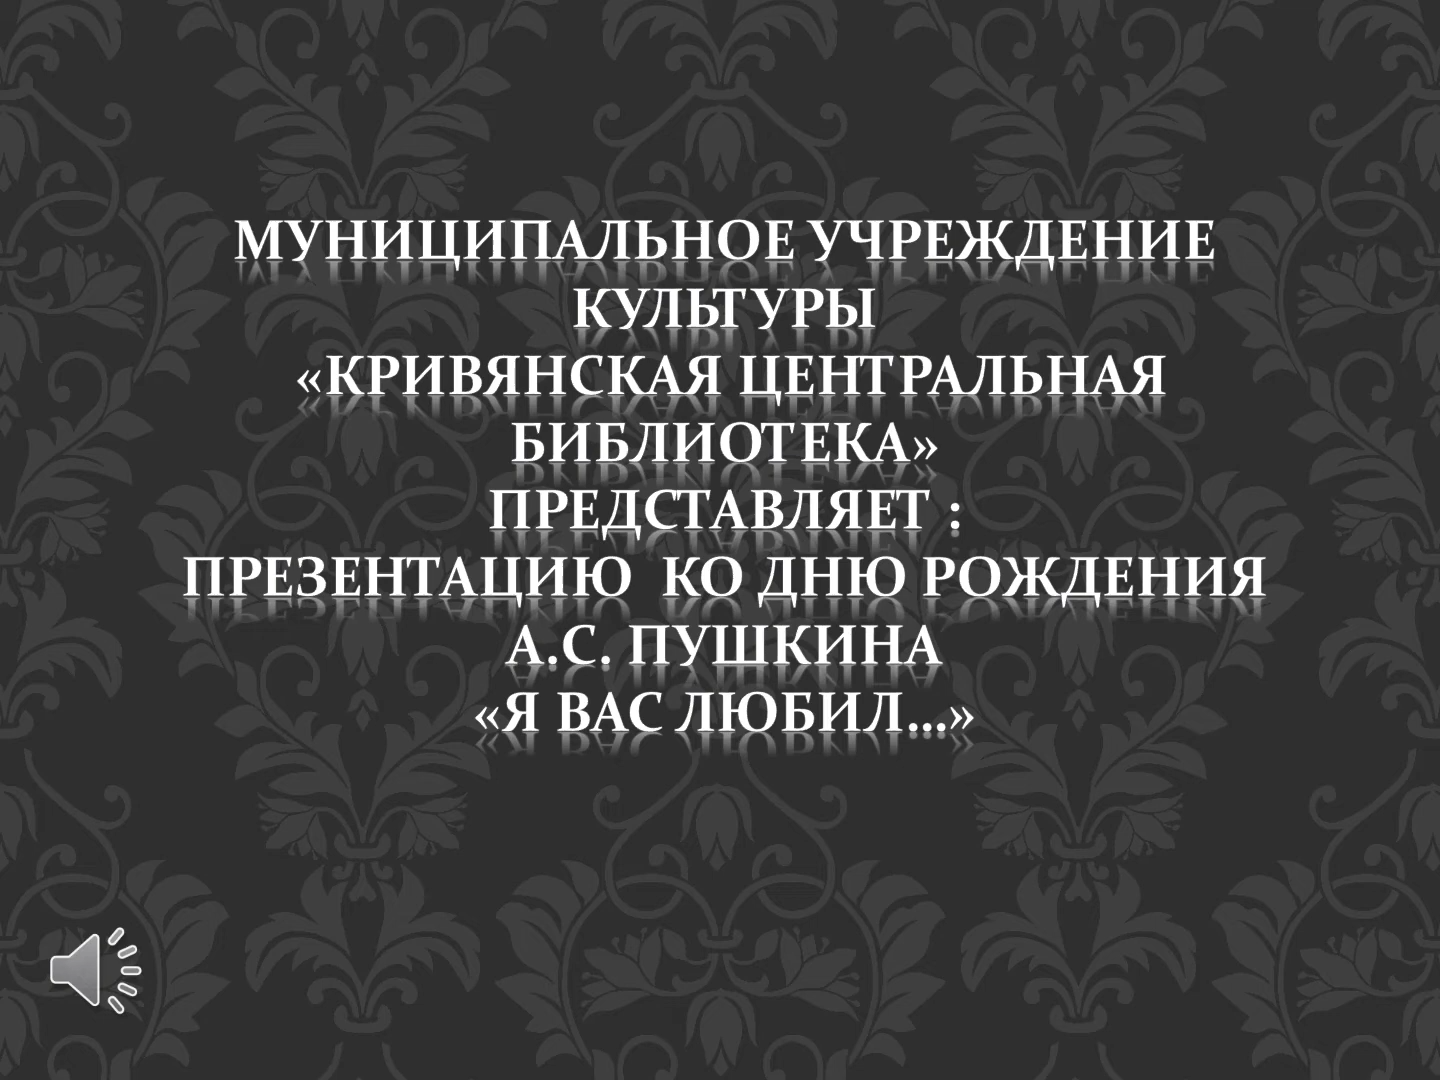 МУНИЦИПАЛЬНОЕ УЧРЕЖДЕНИЕ
КУЛЬТУРЫ
«КРИВЯНСКАЯ ЦЕНТРАЛЬНАЯ
БИБЛИОТЕКА»
ПРЕДСТАВЛЯЕТ :
ПРЕЗЕНТАЦИЮ  КО ДНЮ РОЖДЕНИЯ
А.С. ПУШКИНА
«Я ВАС ЛЮБИЛ…»